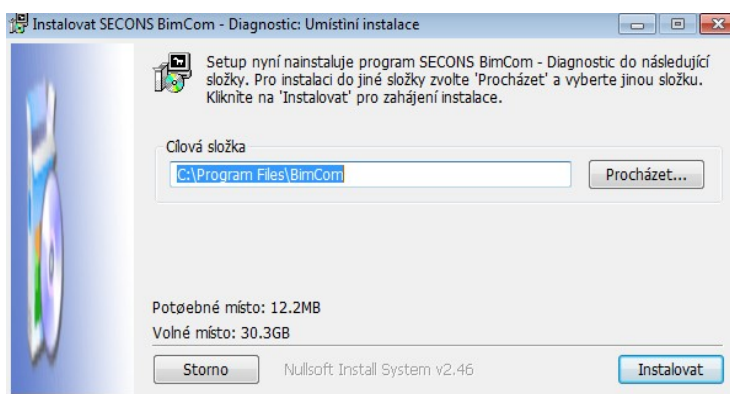 Instalovat SECONS BimCom - Diagnostic: Umístìní instalace
Setup nyní nainstaluje program SECONS BimCom - Diagnostic do následující
složky. Pro instalaci do jiné složky zvolte 'Procházet' a vyberte jinou složku.
Kliknìte na 'Instalovat' pro zahájení instalace.
Cílová složka
C:\Program Files\BimCom
Procházet...
Potøebné místo: 12.2MB
Volné místo: 30.3GB
Storno
Nullsoft Install System v2.46
Instalovat